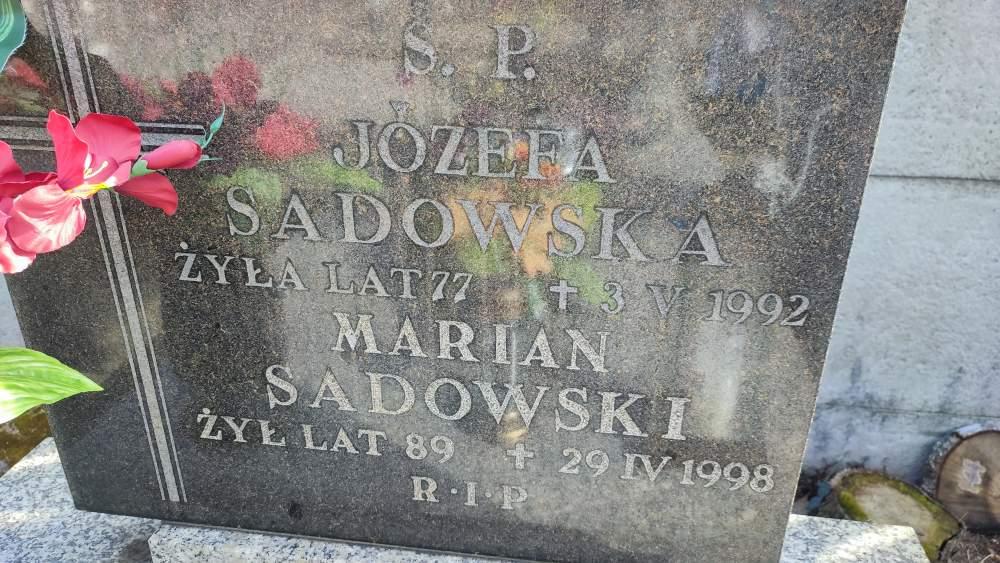 Ś. P.
JÓZEFA
SADOWSKA
ŻYŁA LAT 77 † 3 V 1992
MARIAN
SADOWSKI
ŻYŁ LAT 89 † 29 IV 1998
R·I·P